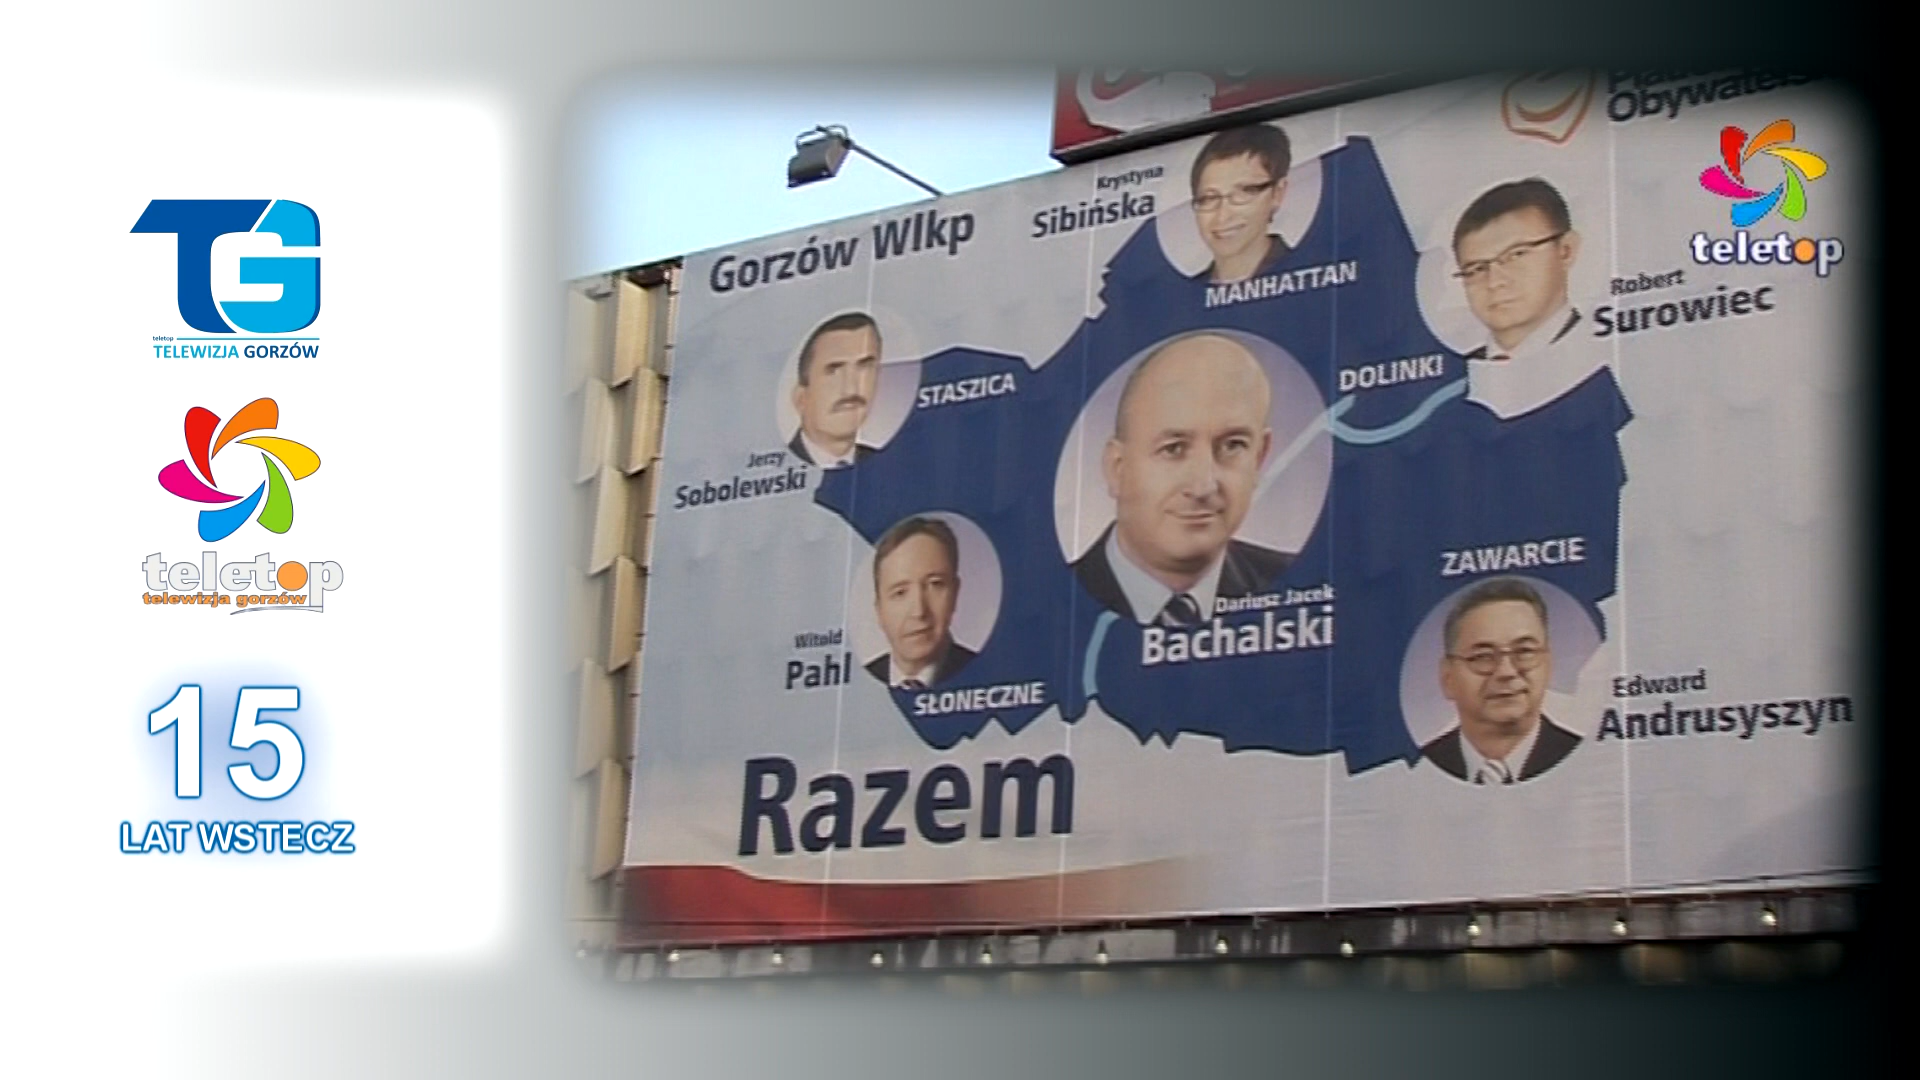 TG
teletop
TELEWIZJA GORZÓW
teletop
telewizja gorzów
15
LAT WSTECZ
Obywatels
teletop
Gorzów Wlkp
Krystyna
Sibińska
MANHATTAN
Robert
Surowiec
DOLINKI
STASZICA
Jerzy
Sobolewski
ZAWARCIE
Dariusz Jacek
Bachalski
Witold
Pahl
SŁONECZNE
Edward
Andrusyszyn
Razem